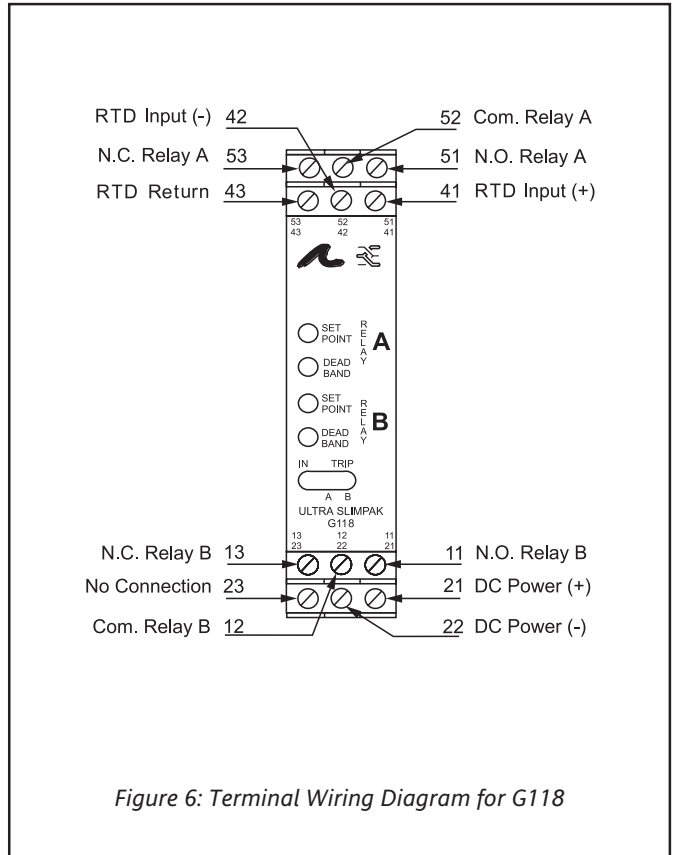 RTD Input (-) 42
52 Com. Relay A
N.C. Relay A 53
51 N.O. Relay A
RTD Return 43
41 RTD Input (+)
53 52 51
43 42 41
SET POINT
DEAD BAND
RELAY
A
SET POINT
DEAD BAND
RELAY
B
IN TRIP
A B
ULTRA SLIMPAK
G118
13 12 11
23 22 21
N.C. Relay B 13
11 N.O. Relay B
No Connection 23
21 DC Power (+)
Com. Relay B 12
22 DC Power (-)
Figure 6: Terminal Wiring Diagram for G118